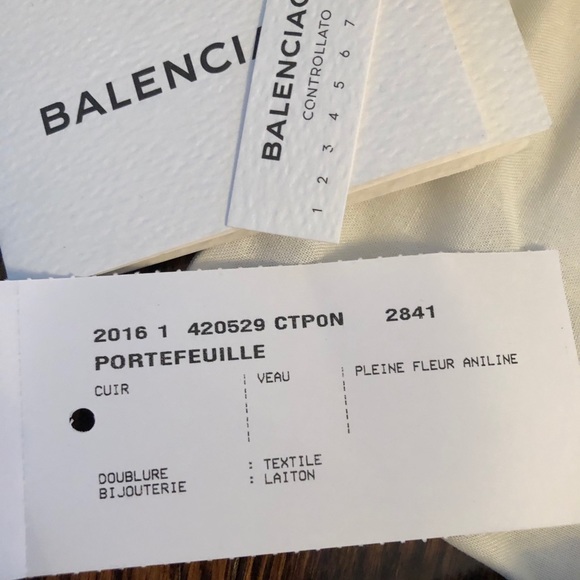 BALENCIA
BALENCIAG
CONTROLLATO
1 2 3 4 5 6 7
2016 1 420529 CTP0N 2841
PORTEFEUILLE
CUIR ¦ VEAU ¦ PLEINE FLEUR ANILINE
DOUBLURE : TEXTILE
BIJOUTERIE : LAITON